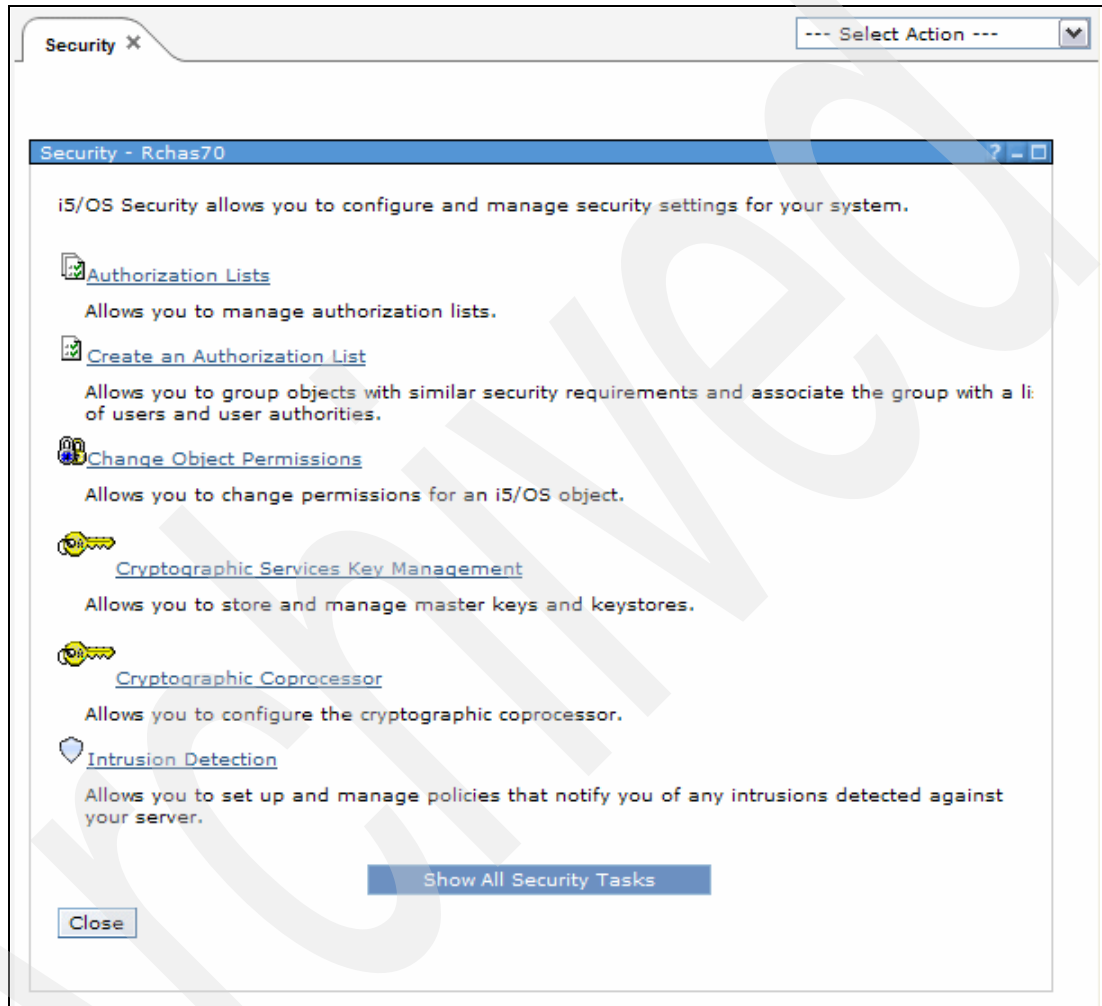 Security ×
--- Select Action ---
Security - Rchas70 ?
i5/OS Security allows you to configure and manage security settings for your system.
Authorization Lists
Allows you to manage authorization lists.
Create an Authorization List
Allows you to group objects with similar security requirements and associate the group with a
of users and user authorities.
Change Object Permissions
Allows you to change permissions for an i5/OS object.
Cryptographic Services Key Management
Allows you to store and manage master keys and keystores.
Cryptographic Coprocessor
Allows you to configure the cryptographic coprocessor.
Intrusion Detection
Allows you to set up and manage policies that notify you of any intrusions detected against
your server.
Show All Security Tasks
Close